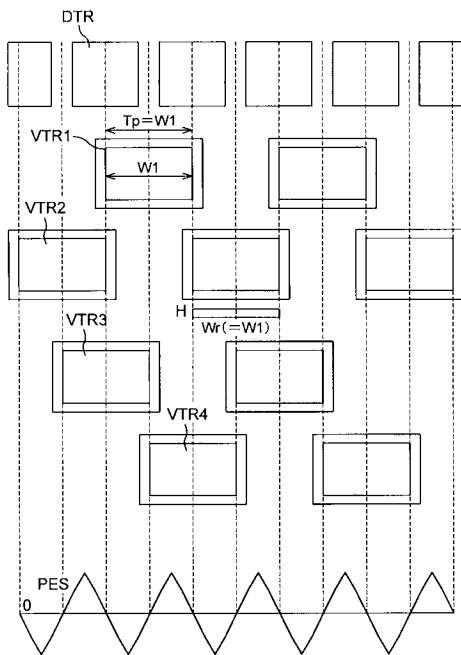 DTR
Tp=W1
VTR1
W1
VTR2
H
Wr(=W1)
VTR3
VTR4
PES
0